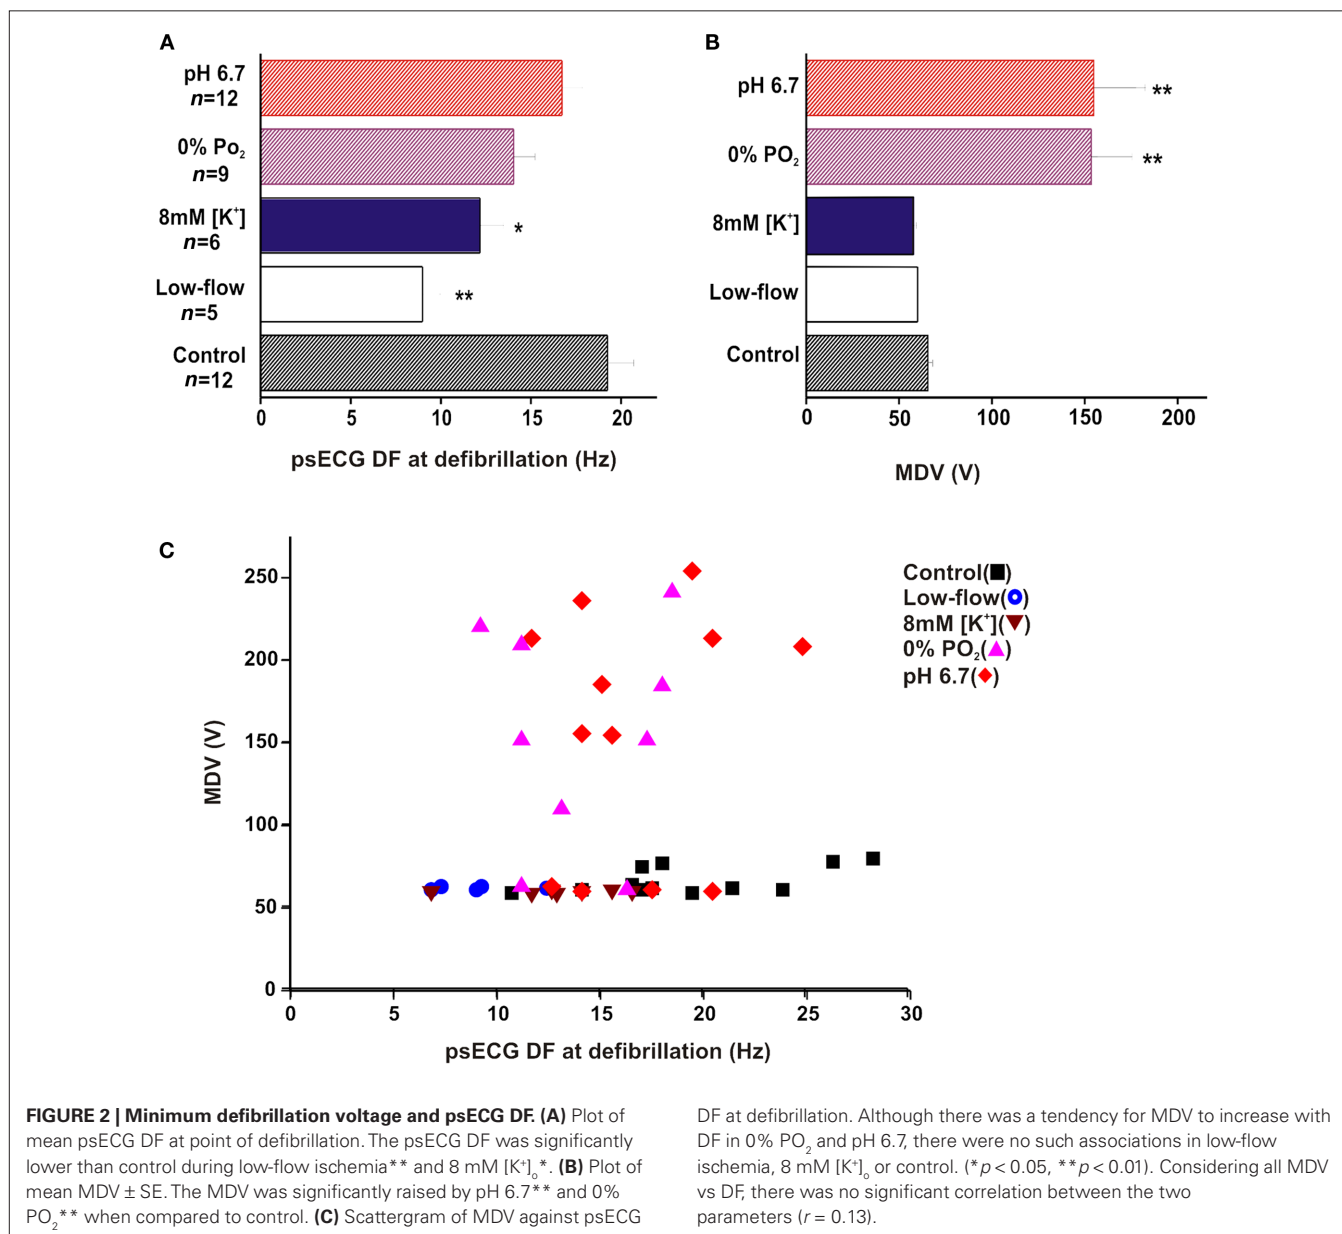 A
pH 6.7
n=12
0% Po₂
n=9
8mM [K⁺]
n=6
*
Low-flow
n=5
**
Control
n=12
0 5 10 15 20
psECG DF at defibrillation (Hz)
B
pH 6.7
**
0% PO₂
**
8mM [K⁺]
Low-flow
Control
0 50 100 150 200
MDV (V)
C
250
200
150
100
50
0
MDV (V)
0 5 10 15 20 25 30
psECG DF at defibrillation (Hz)
Control(■)
Low-flow(o)
8mM [K⁺](▼)
0% PO₂(▲)
pH 6.7(◆)
FIGURE 2 | Minimum defibrillation voltage and psECG DF. (A) Plot of
mean psECG DF at point of defibrillation. The psECG DF was significantly
lower than control during low-flow ischemia** and 8 mM [K⁺]ₒ*. (B) Plot of
mean MDV ± SE. The MDV was significantly raised by pH 6.7** and 0%
PO₂** when compared to control. (C) Scattergram of MDV against psECG
DF at defibrillation. Although there was a tendency for MDV to increase with
DF in 0% PO₂ and pH 6.7, there were no such associations in low-flow
ischemia, 8 mM [K⁺]ₒ or control. (*p < 0.05, **p < 0.01). Considering all MDV
vs DF, there was no significant correlation between the two
parameters (r = 0.13).